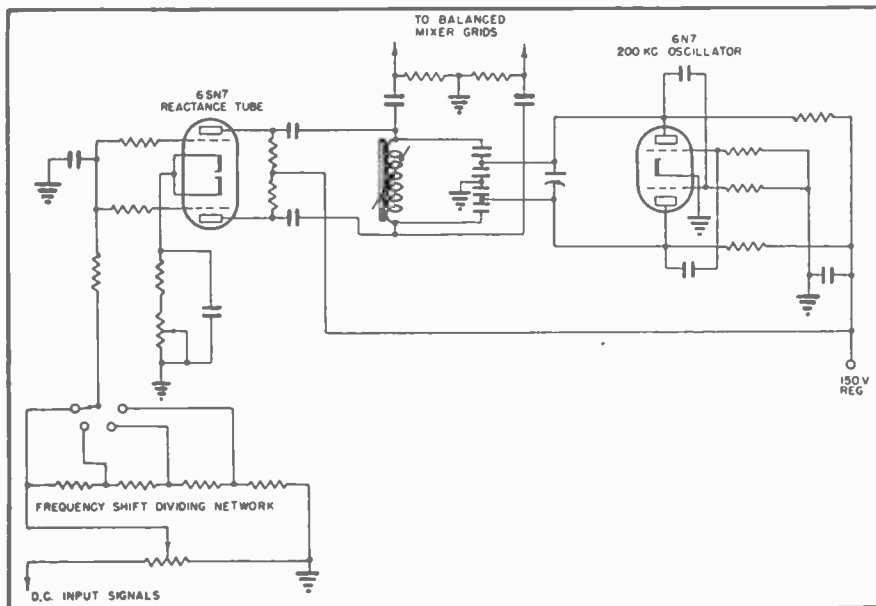 TO BALANCED
MIXER GRIDS
6N7
200 KC OSCILLATOR
6SN7
REACTANCE TUBE
150 V
REG
FREQUENCY SHIFT DIVIDING NETWORK
D.C. INPUT SIGNALS